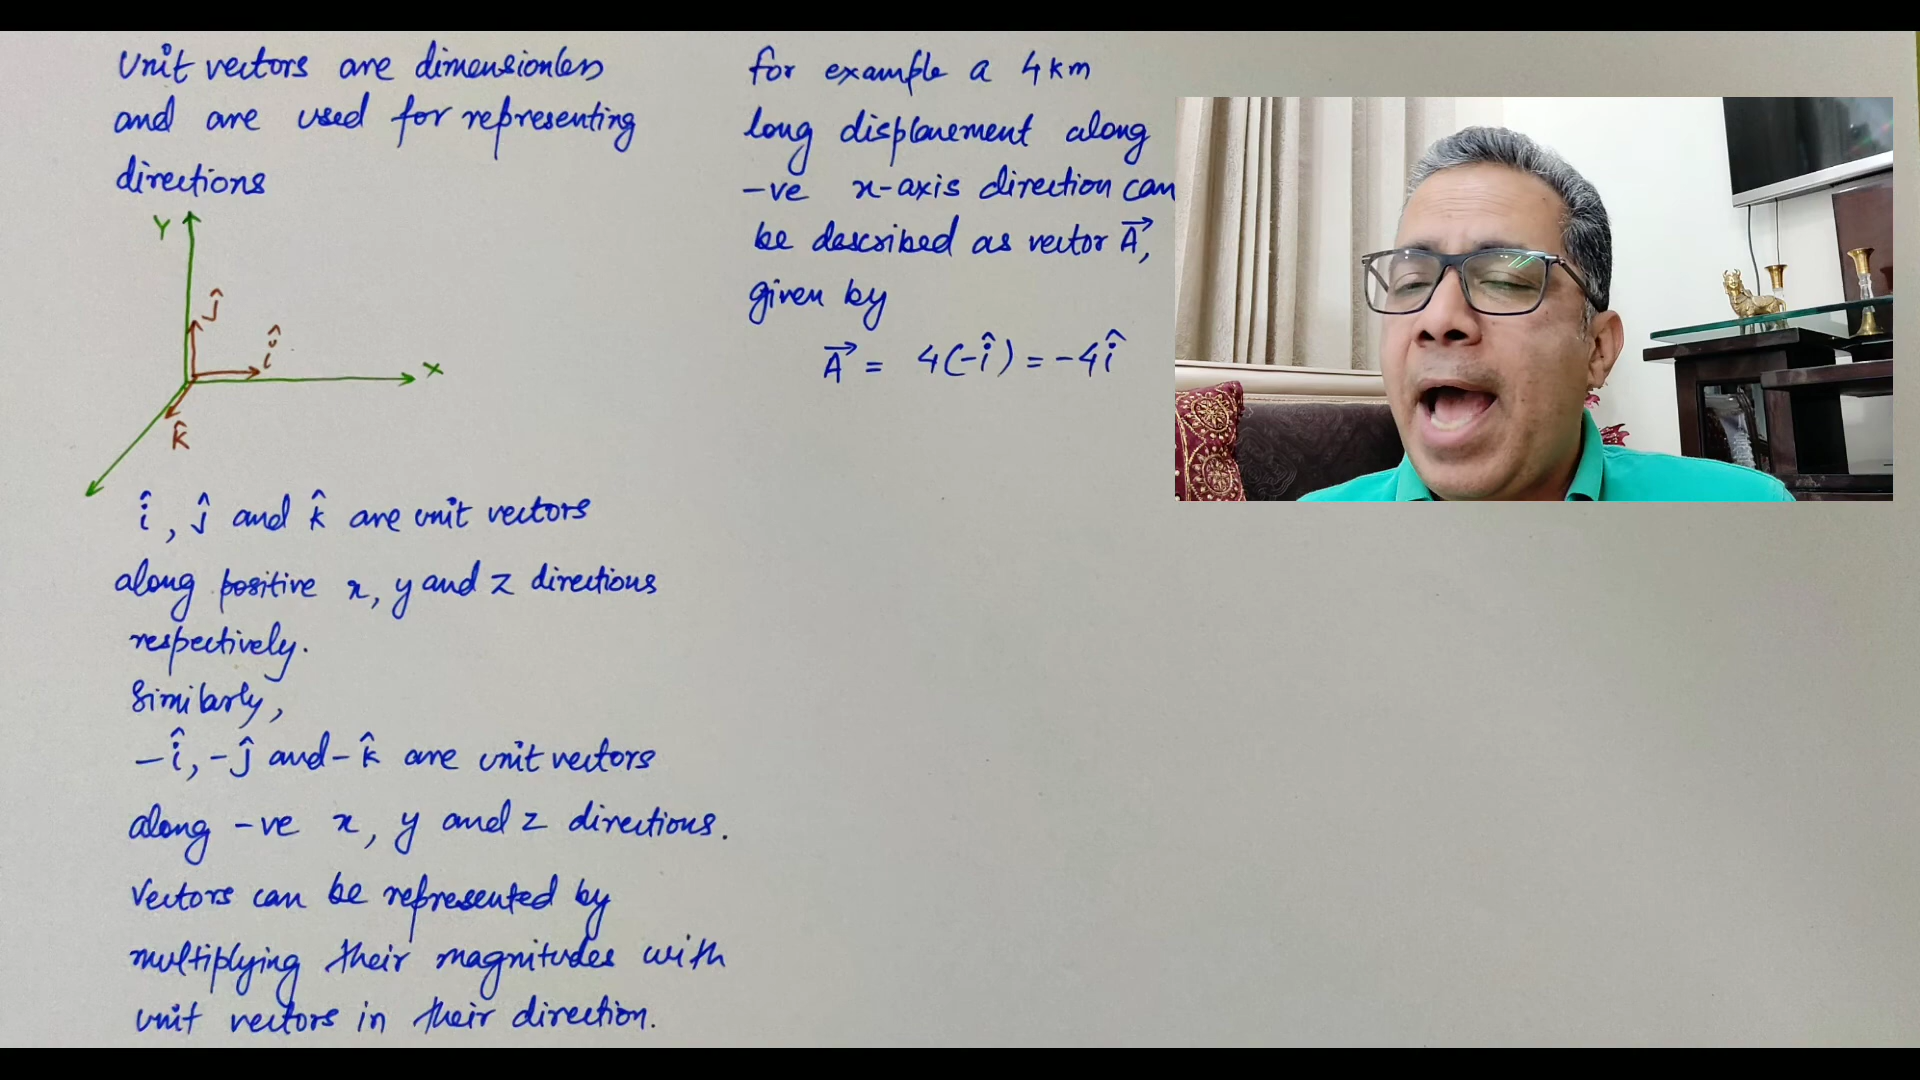 Unit vectors are dimensionless
and are used for representing
directions
Y
ĵ
î
X
k̂
î, ĵ and k̂ are unit vectors
along positive x, y and z directions
respectively.
Similarly,
-î, -ĵ and -k̂ are unit vectors
along -ve x, y and z directions.
Vectors can be represented by
multiplying their magnitudes with
unit vectors in their direction.
for example a 4 km
long displacement along
-ve x-axis direction can
be described as vector A⃗,
given by
A⃗ = 4(-î) = -4î